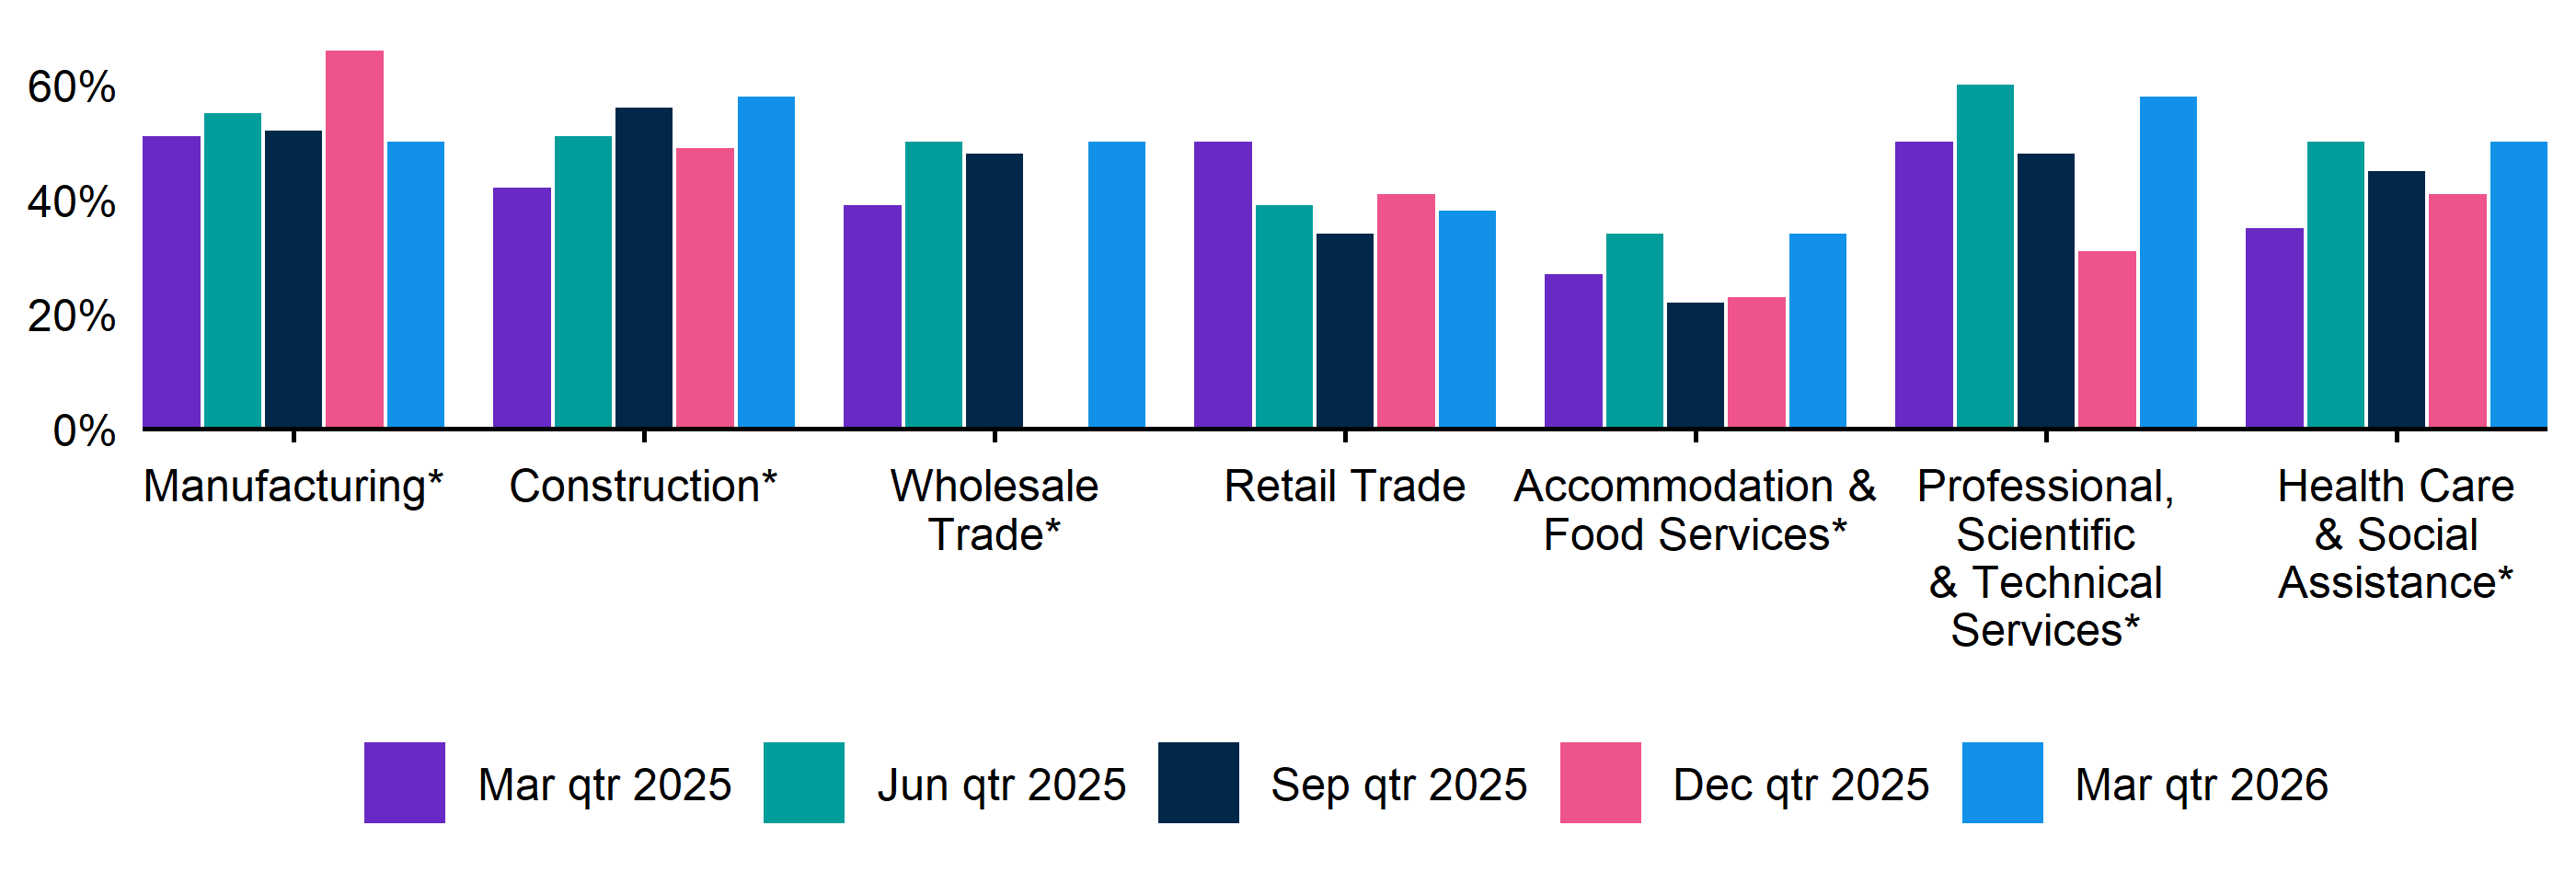 60%
40%
20%
0%
Manufacturing*
Construction*
Wholesale
Trade*
Retail Trade
Accommodation &
Food Services*
Professional,
Scientific
& Technical
Services*
Health Care
& Social
Assistance*
Mar qtr 2025
Jun qtr 2025
Sep qtr 2025
Dec qtr 2025
Mar qtr 2026